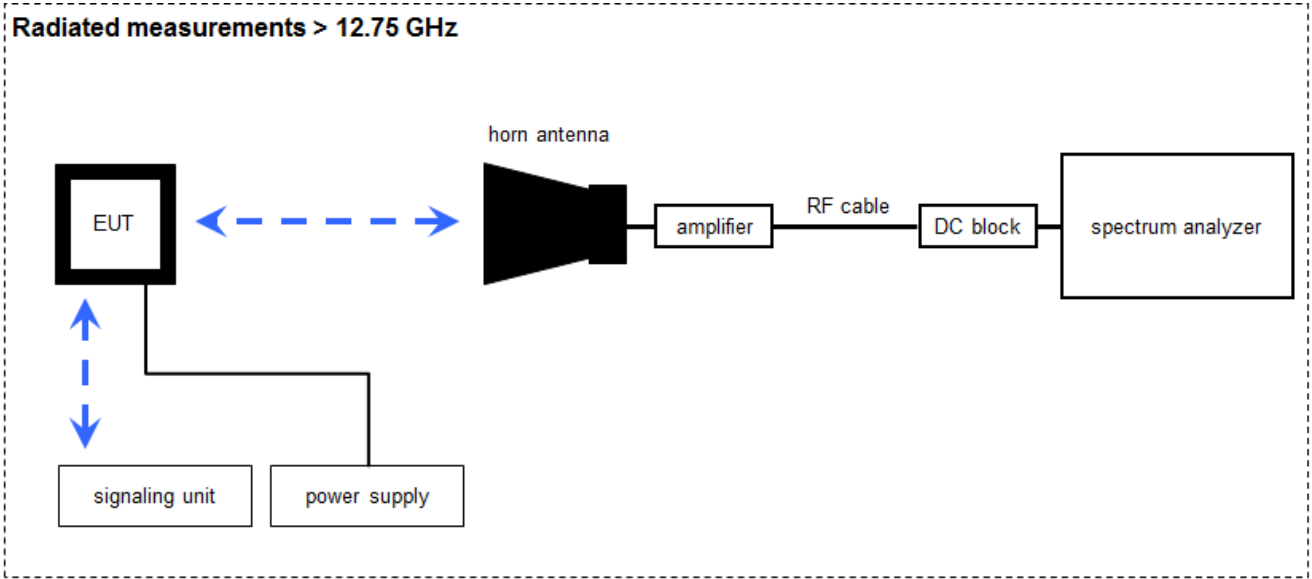 Radiated measurements > 12.75 GHz
horn antenna
EUT
amplifier
RF cable
DC block
spectrum analyzer
signaling unit
power supply